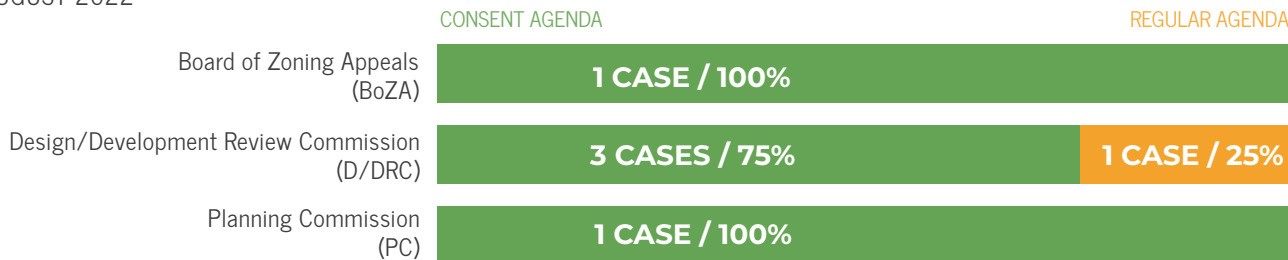 2022
CONSENT AGENDA REGULAR AGENDA
Board of Zoning Appeals
(BoZA)
1 CASE / 100%
Design/Development Review Commission
(D/DRC)
3 CASES / 75% 1 CASE / 25%
Planning Commission
(PC)
1 CASE / 100%